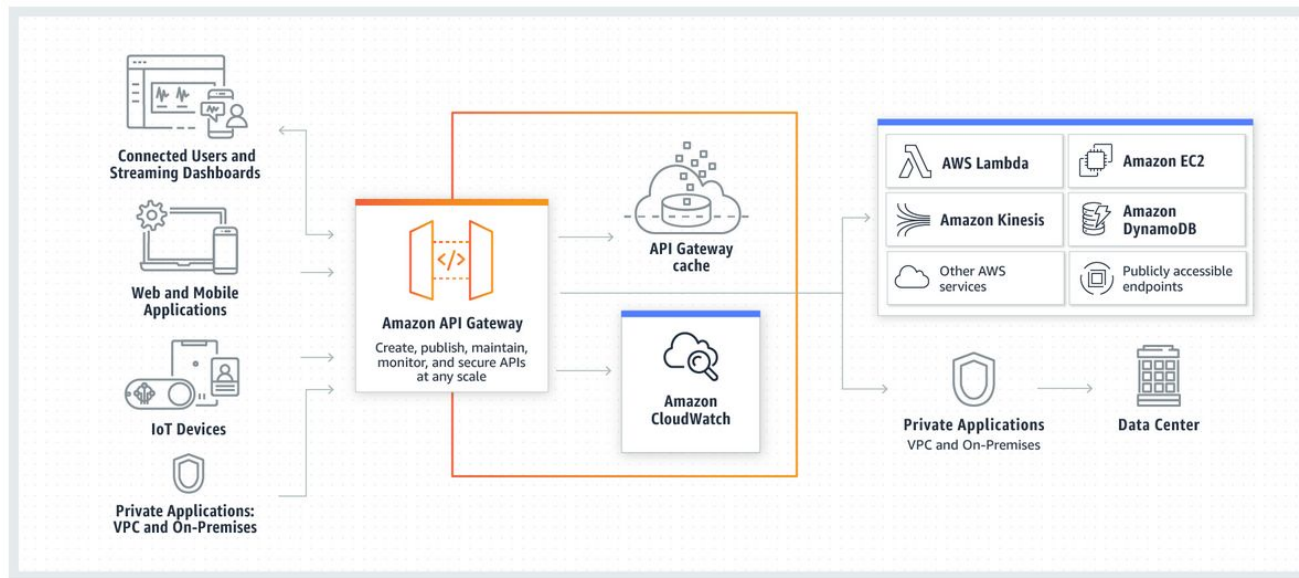 Connected Users and
Streaming Dashboards
Web and Mobile
Applications
IoT Devices
Private Applications:
VPC and On-Premises
</>
Amazon API Gateway
Create, publish, maintain,
monitor, and secure APIs
at any scale
API Gateway
cache
Amazon
CloudWatch
AWS Lambda
Amazon EC2
Amazon Kinesis
Amazon
DynamoDB
Other AWS
services
Publicly accessible
endpoints
Private Applications
VPC and On-Premises
Data Center